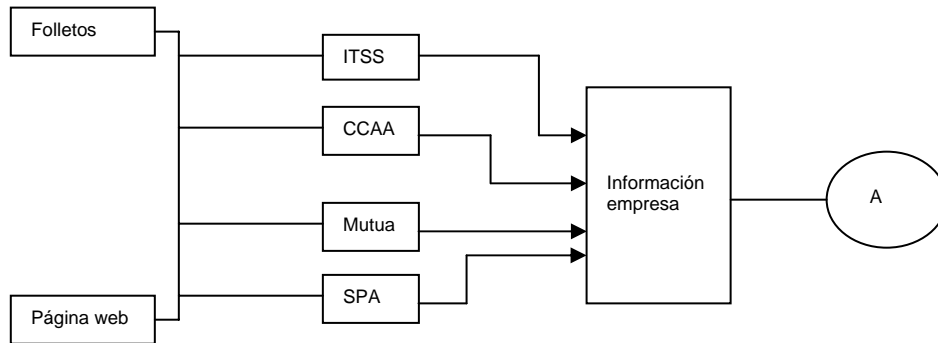 Folletos
ITSS
CCAA
Información
empresa
A
Mutua
SPA
Página web